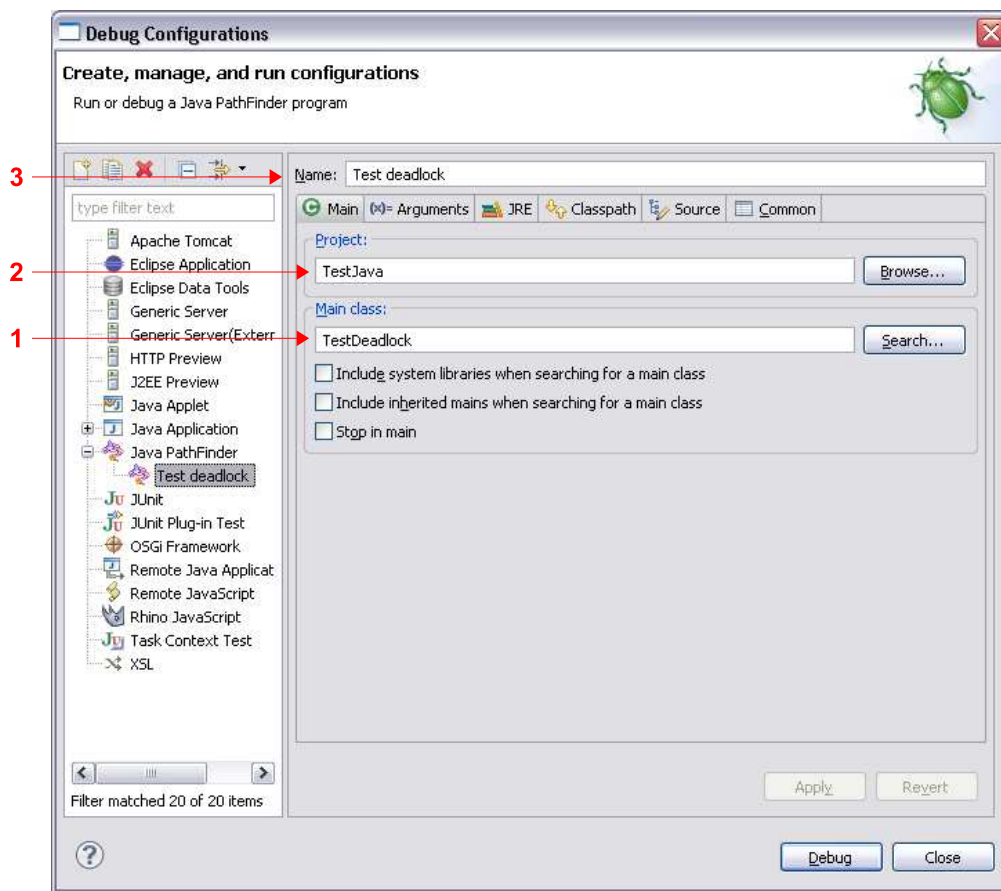 Debug Configurations
Create, manage, and run configurations
Run or debug a Java PathFinder program
3
Name: Test deadlock
type filter text
Main (x)= Arguments JRE Classpath Source Common
Apache Tomcat
Eclipse Application
Eclipse Data Tools
Generic Server
Generic Server(Extern
HTTP Preview
J2EE Preview
Java Applet
Java Application
Java PathFinder
Test deadlock
JUnit
JUnit Plug-in Test
OSGi Framework
Remote Java Applicat
Remote JavaScript
Rhino JavaScript
Task Context Test
XSL
Filter matched 20 of 20 items
Project:
2
TestJava
Browse...
Main class:
1
TestDeadlock
Search...
Include system libraries when searching for a main class
Include inherited mains when searching for a main class
Stop in main
Apply
Revert
?
Debug
Close